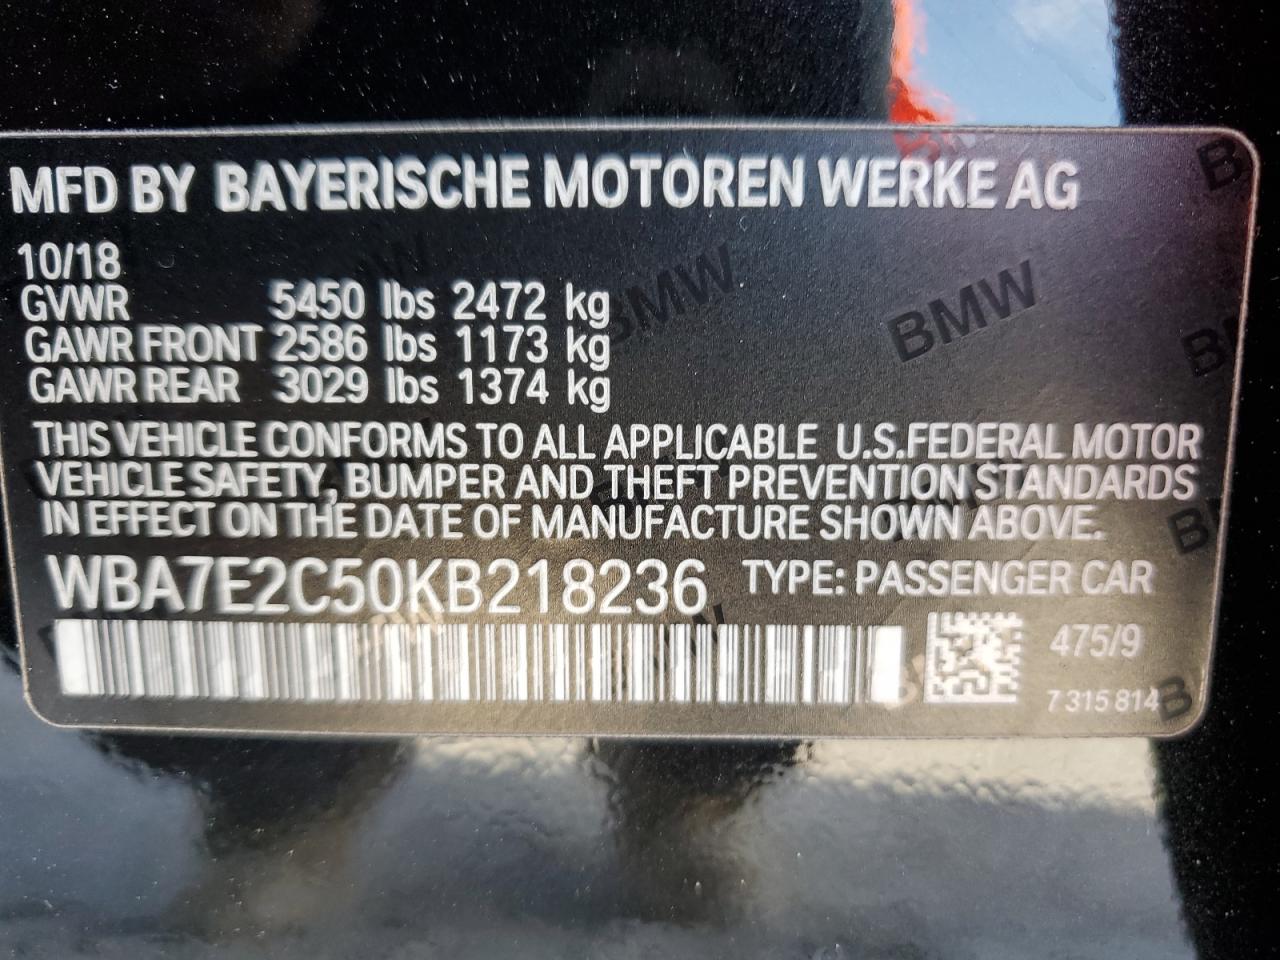 MFD BY BAYERISCHE MOTOREN WERKE AG
10/18
GVWR 5450 lbs 2472 kg
GAWR FRONT 2586 lbs 1173 kg
GAWR REAR 3029 lbs 1374 kg
THIS VEHICLE CONFORMS TO ALL APPLICABLE U.S.FEDERAL MOTOR
VEHICLE SAFETY, BUMPER AND THEFT PREVENTION STANDARDS
IN EFFECT ON THE DATE OF MANUFACTURE SHOWN ABOVE.
WBA7E2C50KB218236 TYPE: PASSENGER CAR
475/9
7 315 814
BMW
BMW